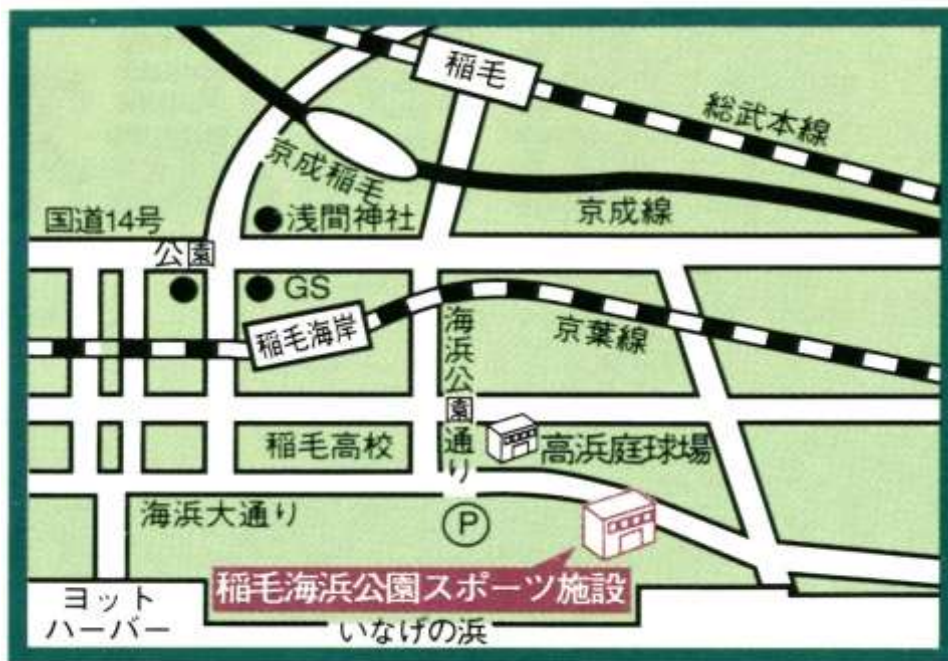 稲毛
総武本線
京成稲毛
京成線
国道14号
浅間神社
公園
GS
稲毛海岸
京葉線
海浜公園通り
稲毛高校
高浜庭球場
海浜大通り
P
稲毛海浜公園スポーツ施設
ヨット
ハーバー
いなげの浜